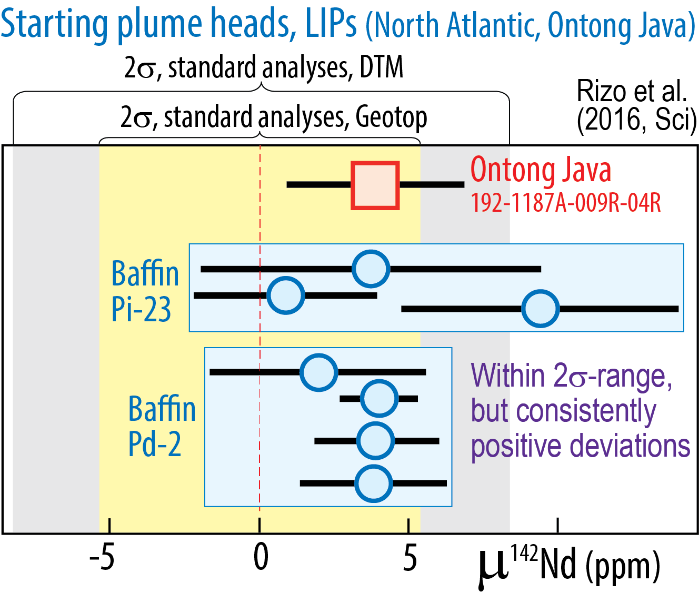 Starting plume heads, LIPs (North Atlantic, Ontong Java)
2σ, standard analyses, DTM
2σ, standard analyses, Geotop
Rizo et al.
(2016, Sci)
Ontong Java
192-1187A-009R-04R
Baffin
Pi-23
Baffin
Pd-2
Within 2σ-range,
but consistently
positive deviations
-5 0 5 μ¹⁴²Nd (ppm)